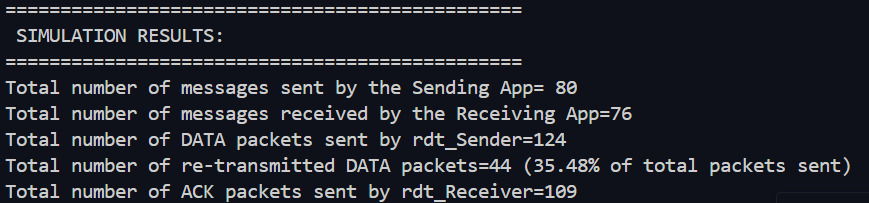 ===============================================
 SIMULATION RESULTS:
===============================================
Total number of messages sent by the Sending App= 80
Total number of messages received by the Receiving App=76
Total number of DATA packets sent by rdt_Sender=124
Total number of re-transmitted DATA packets=44 (35.48% of total packets sent)
Total number of ACK packets sent by rdt_Receiver=109